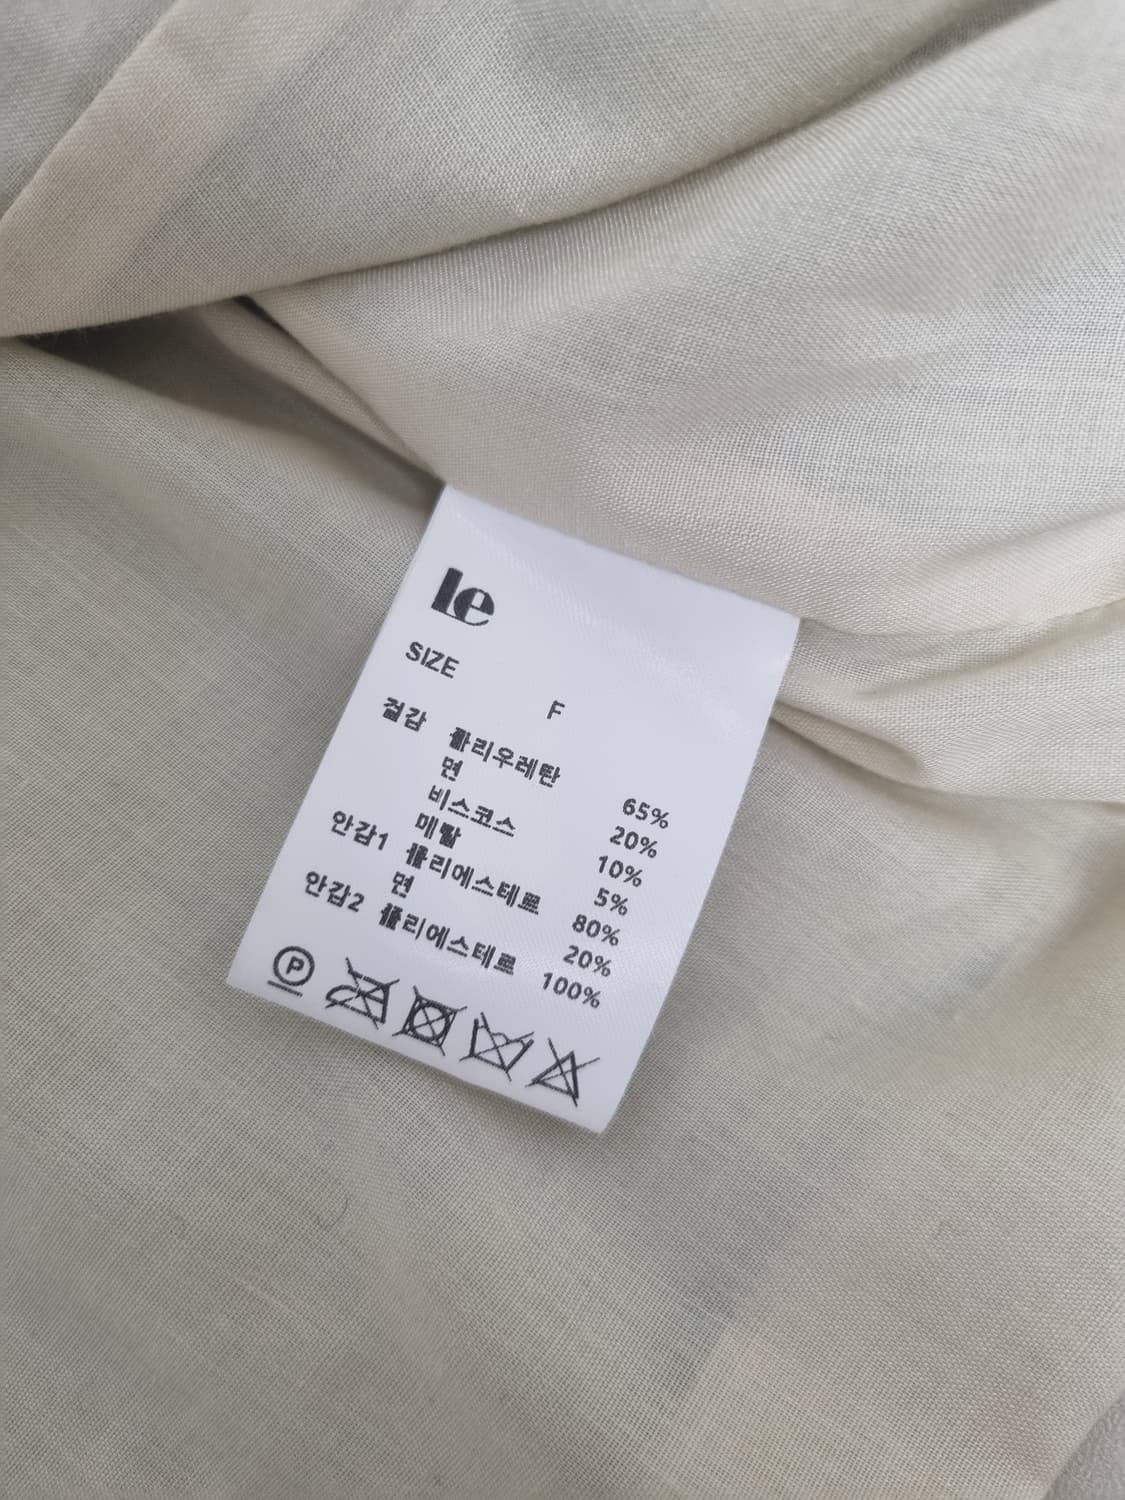 le
SIZE F
겉감 폴리우레탄 65%
면 20%
비스코스 10%
메탈 5%
안감1 폴리에스테르 80%
면 20%
안감2 폴리에스테르 100%
P